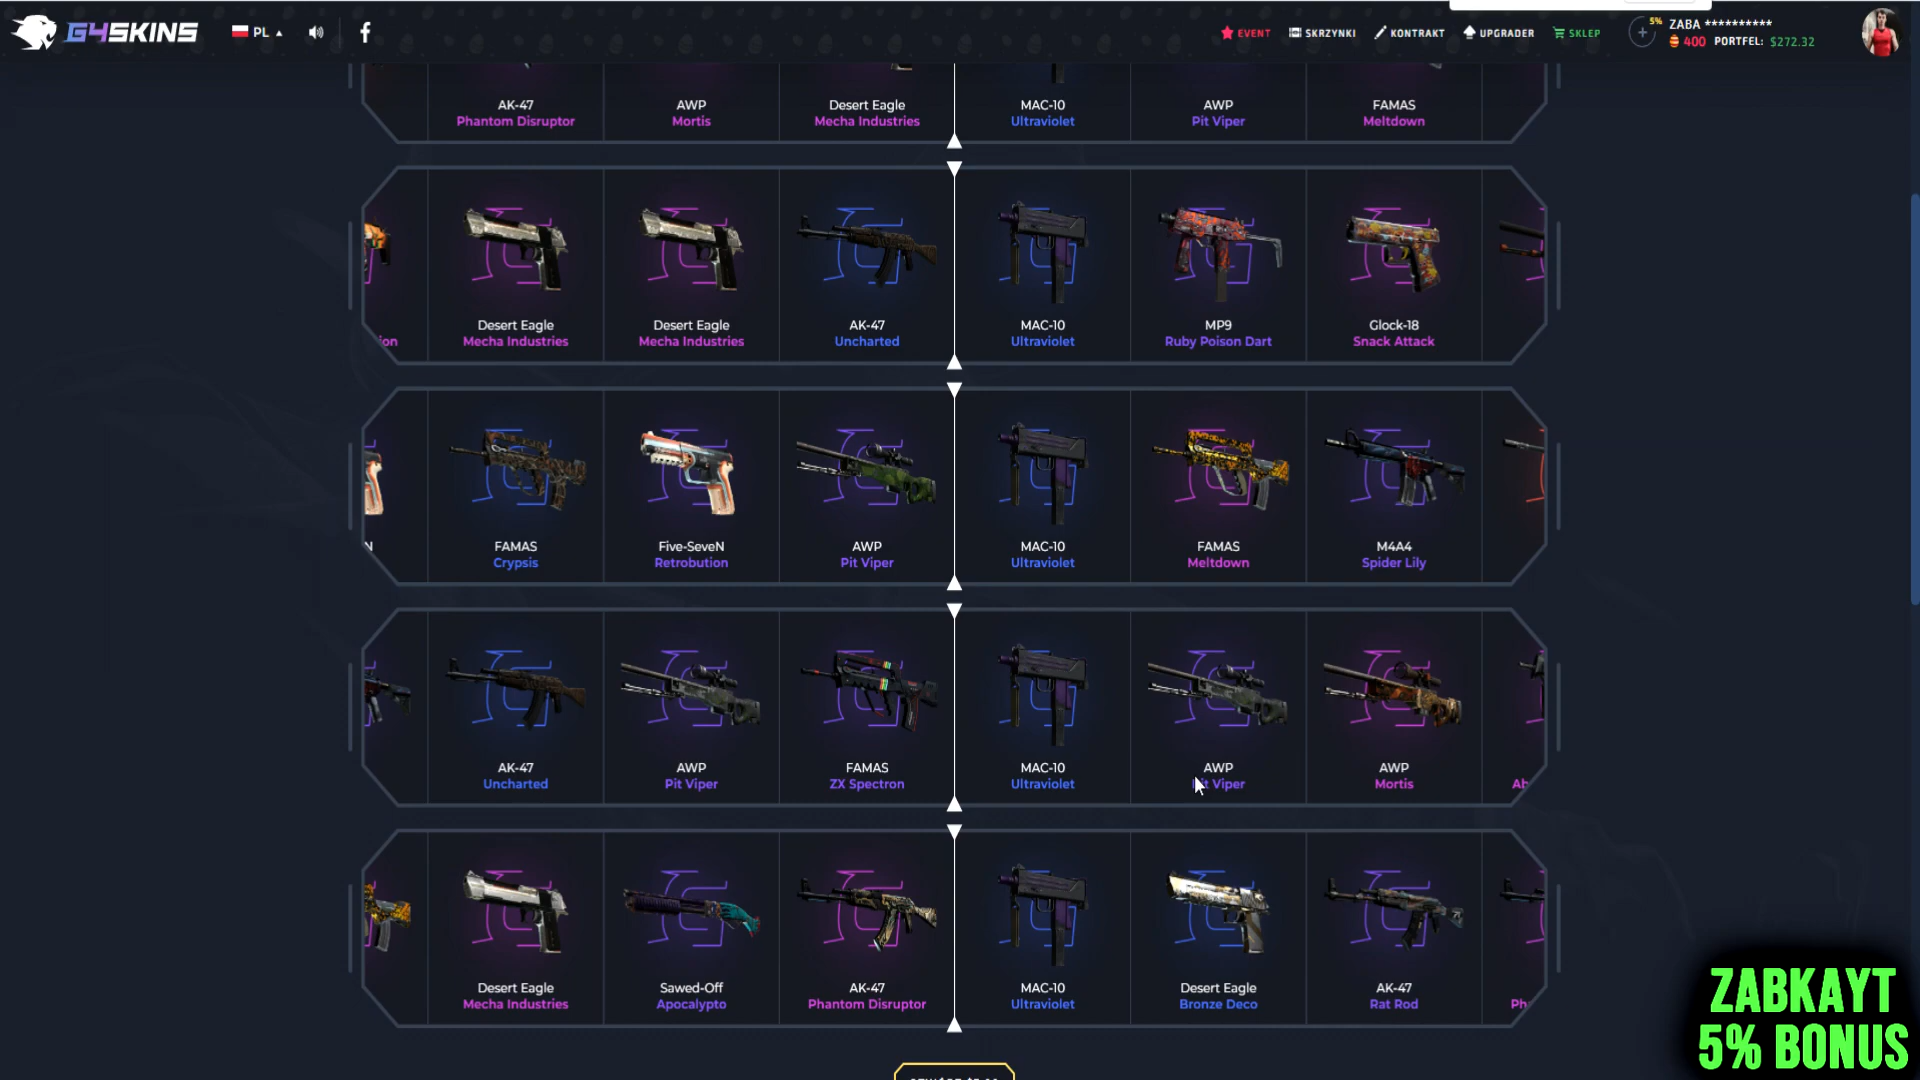 G4SKINS
PL
EVENT
SKRZYNKI
KONTRAKT
UPGRADER
SKLEP
5%
ZABA **********
400 PORTFEL: $272.32
AK-47
Phantom Disruptor
AWP
Mortis
Desert Eagle
Mecha Industries
MAC-10
Ultraviolet
AWP
Pit Viper
FAMAS
Meltdown
ion
Desert Eagle
Mecha Industries
Desert Eagle
Mecha Industries
AK-47
Uncharted
MAC-10
Ultraviolet
MP9
Ruby Poison Dart
Glock-18
Snack Attack
N
FAMAS
Crypsis
Five-SeveN
Retrobution
AWP
Pit Viper
MAC-10
Ultraviolet
FAMAS
Meltdown
M4A4
Spider Lily
AK-47
Uncharted
AWP
Pit Viper
FAMAS
ZX Spectron
MAC-10
Ultraviolet
AWP
Pit Viper
AWP
Mortis
Ab
Desert Eagle
Mecha Industries
Sawed-Off
Apocalypto
AK-47
Phantom Disruptor
MAC-10
Ultraviolet
Desert Eagle
Bronze Deco
AK-47
Rat Rod
Ph
ZABKAYT
5% BONUS